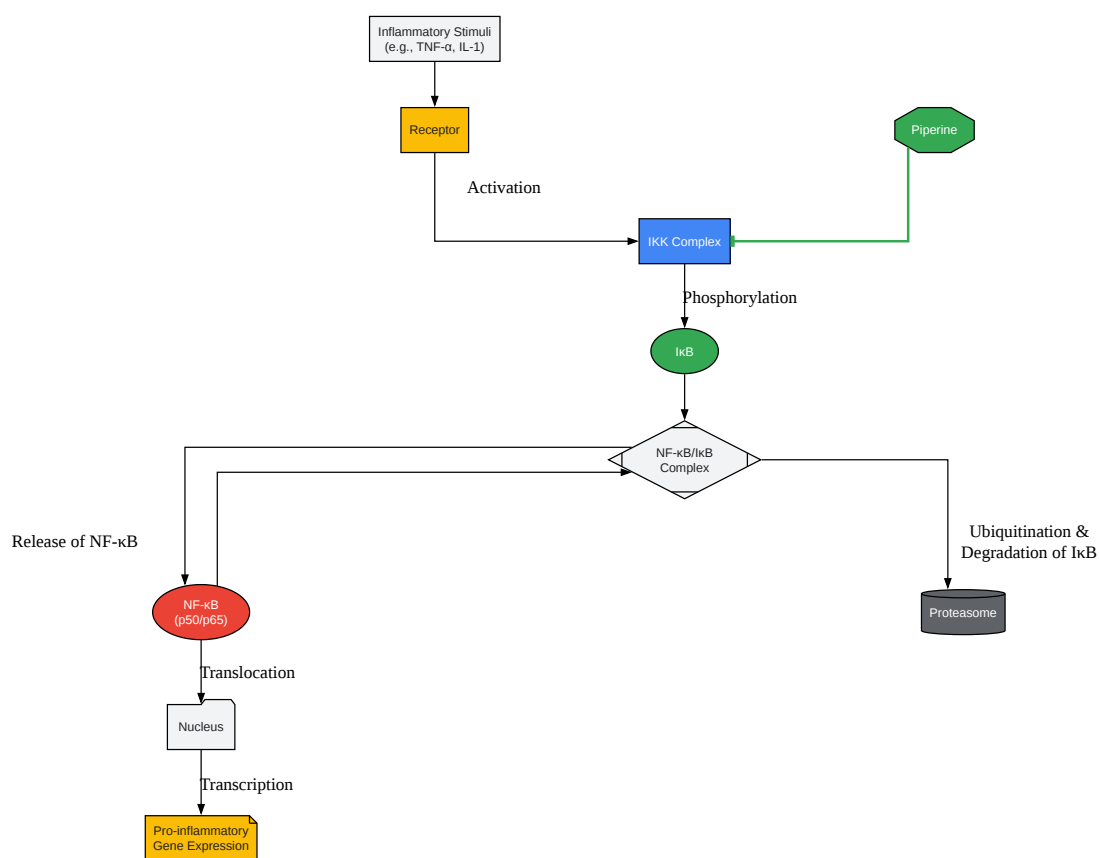 Inflammatory Stimuli
(e.g., TNF-α, IL-1)
Receptor
Piperine
Activation
IKK Complex
Phosphorylation
IκB
NF-κB/IκB
Complex
Release of NF-κB
Ubiquitination &
Degradation of IκB
NF-κB
(p50/p65)
Proteasome
Translocation
Nucleus
Transcription
Pro-inflammatory
Gene Expression